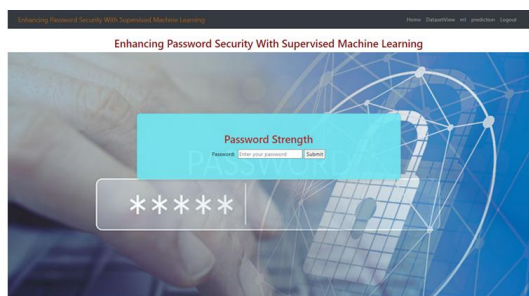 Enhancing Password Security With Supervised Machine Learning
Home DatasetView ml prediction Logout
Enhancing Password Security With Supervised Machine Learning
Password Strength
Password: Enter your password Submit
PASSWORD
*****